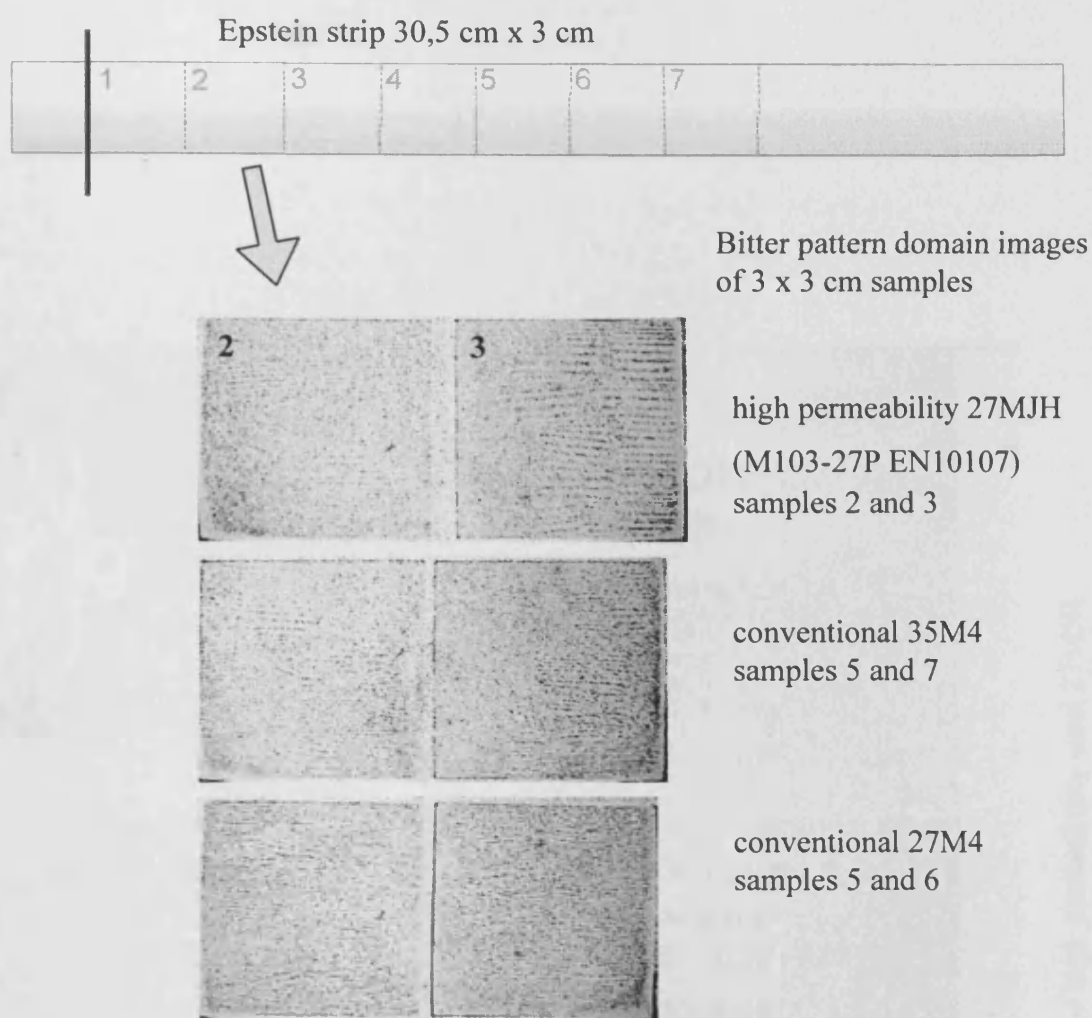 Epstein strip 30,5 cm x 3 cm
1 2 3 4 5 6 7
Bitter pattern domain images
of 3 x 3 cm samples
2 3
high permeability 27MJH
(M103-27P EN10107)
samples 2 and 3
conventional 35M4
samples 5 and 7
conventional 27M4
samples 5 and 6